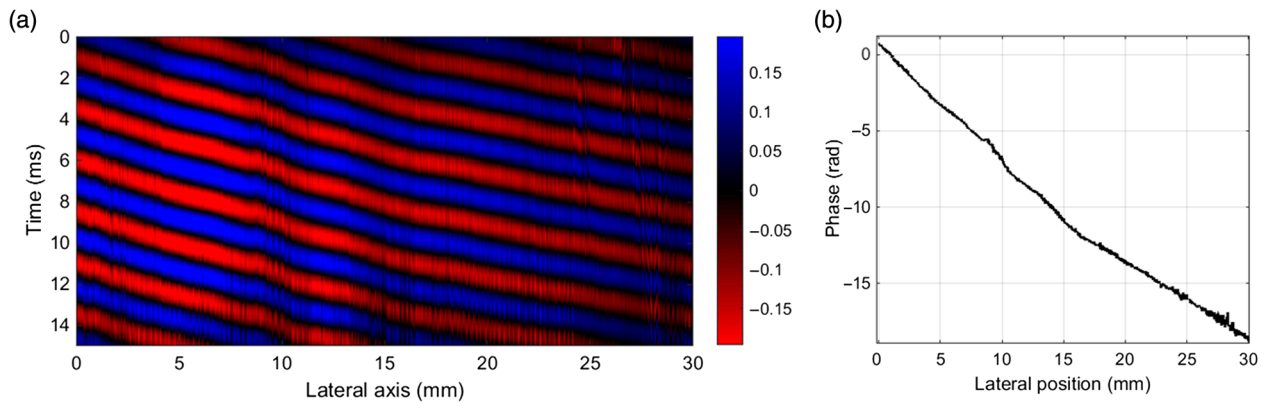 (a)
(b)
0
2
4
6
8
10
12
14
Time (ms)
0 5 10 15 20 25 30
Lateral axis (mm)
0.15
0.1
0.05
0
−0.05
−0.1
−0.15
0
−5
−10
−15
Phase (rad)
0 5 10 15 20 25 30
Lateral position (mm)